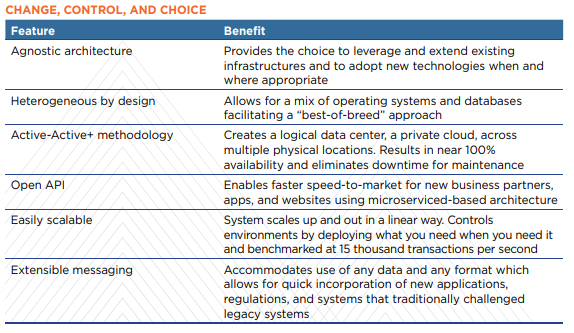 CHANGE, CONTROL, AND CHOICE
Feature Benefit
Agnostic architecture Provides the choice to leverage and extend existing
infrastructures and to adopt new technologies when and
where appropriate
Heterogeneous by design Allows for a mix of operating systems and databases
facilitating a “best-of-breed” approach
Active-Active+ methodology Creates a logical data center, a private cloud, across
multiple physical locations. Results in near 100%
availability and eliminates downtime for maintenance
Open API Enables faster speed-to-market for new business partners,
apps, and websites using microserviced-based architecture
Easily scalable System scales up and out in a linear way. Controls
environments by deploying what you need when you need it
and benchmarked at 15 thousand transactions per second
Extensible messaging Accommodates use of any data and any format which
allows for quick incorporation of new applications,
regulations, and systems that traditionally challenged
legacy systems